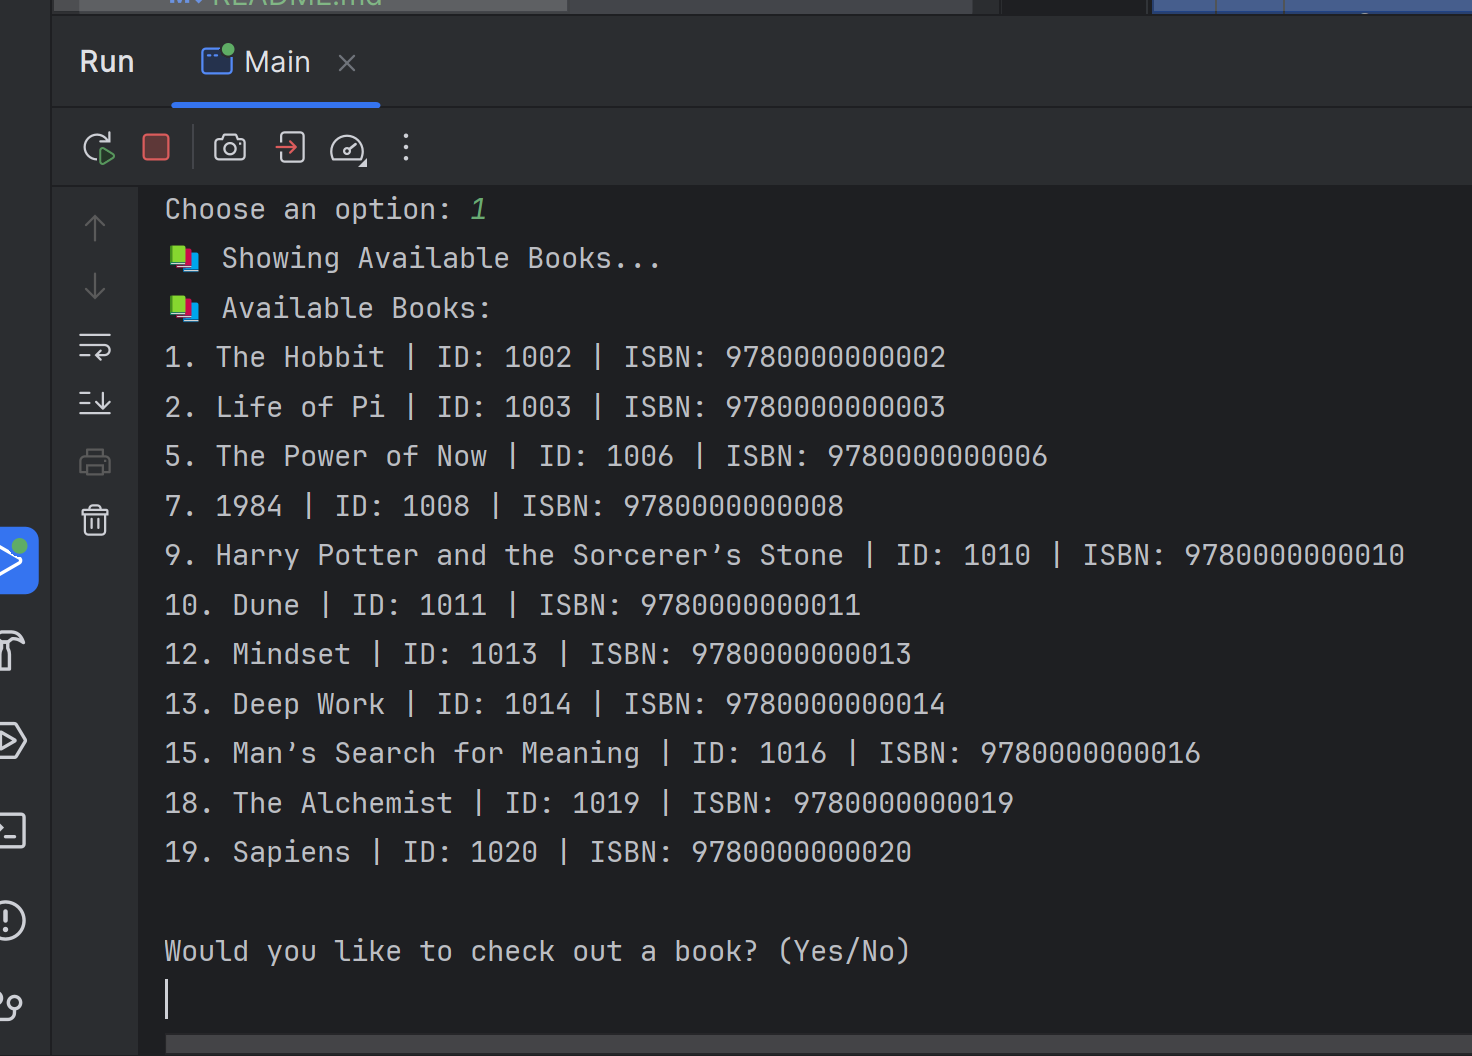 README.md
Run
Main
Choose an option: 1
📚 Showing Available Books...
📚 Available Books:
1. The Hobbit | ID: 1002 | ISBN: 9780000000002
2. Life of Pi | ID: 1003 | ISBN: 9780000000003
5. The Power of Now | ID: 1006 | ISBN: 9780000000006
7. 1984 | ID: 1008 | ISBN: 9780000000008
9. Harry Potter and the Sorcerer’s Stone | ID: 1010 | ISBN: 9780000000010
10. Dune | ID: 1011 | ISBN: 9780000000011
12. Mindset | ID: 1013 | ISBN: 9780000000013
13. Deep Work | ID: 1014 | ISBN: 9780000000014
15. Man’s Search for Meaning | ID: 1016 | ISBN: 9780000000016
18. The Alchemist | ID: 1019 | ISBN: 9780000000019
19. Sapiens | ID: 1020 | ISBN: 9780000000020
Would you like to check out a book? (Yes/No)